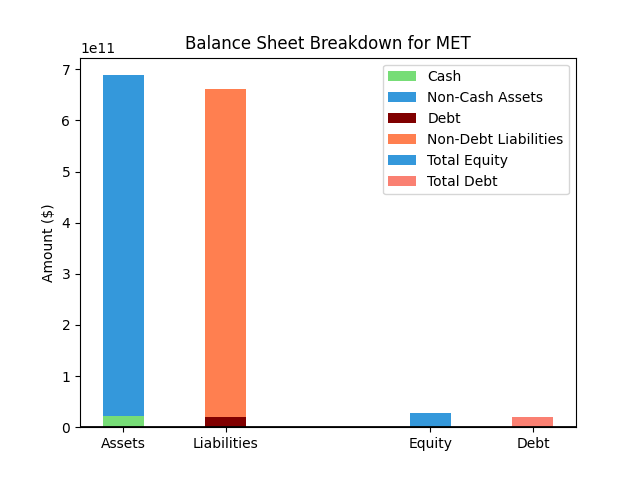 Balance Sheet Breakdown for MET
1e11
Cash
Non-Cash Assets
Debt
Non-Debt Liabilities
Total Equity
Total Debt
Amount ($)
7
6
5
4
3
2
1
0
Assets
Liabilities
Equity
Debt